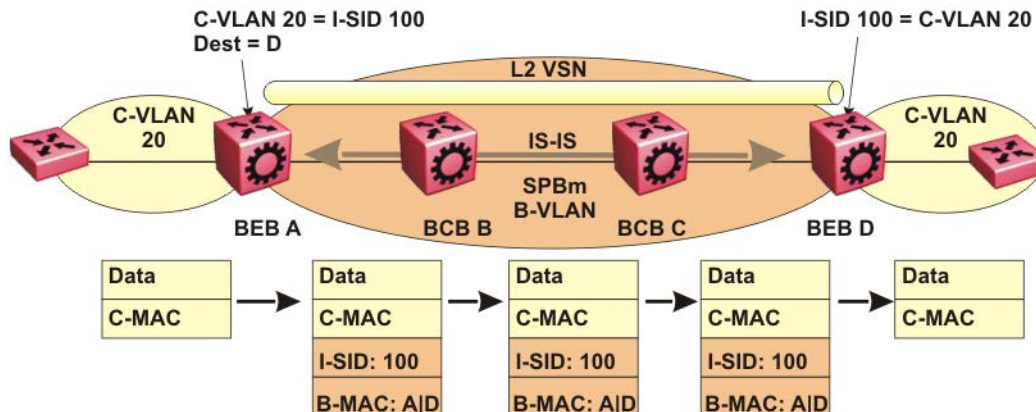 C-VLAN 20 = I-SID 100
Dest = D
I-SID 100 = C-VLAN 20
L2 VSN
C-VLAN
20
IS-IS
C-VLAN
20
SPBm
B-VLAN
BEB A
BCB B
BCB C
BEB D
Data
C-MAC
Data
C-MAC
I-SID: 100
B-MAC: A|D
Data
C-MAC
I-SID: 100
B-MAC: A|D
Data
C-MAC
I-SID: 100
B-MAC: A|D
Data
C-MAC